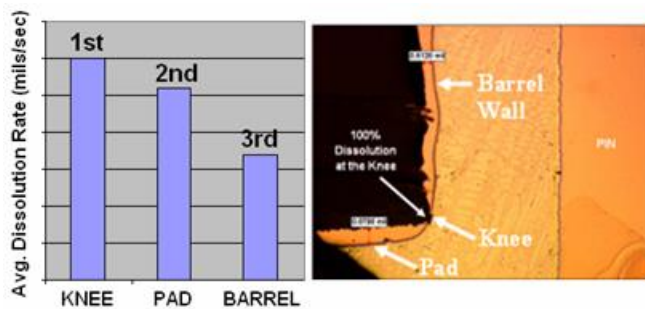 Avg. Dissolution Rate (mils/sec)
1st
2nd
3rd
KNEE PAD BARREL
Barrel
Wall
100%
Dissolution
at the Knee
PIN
Knee
Pad